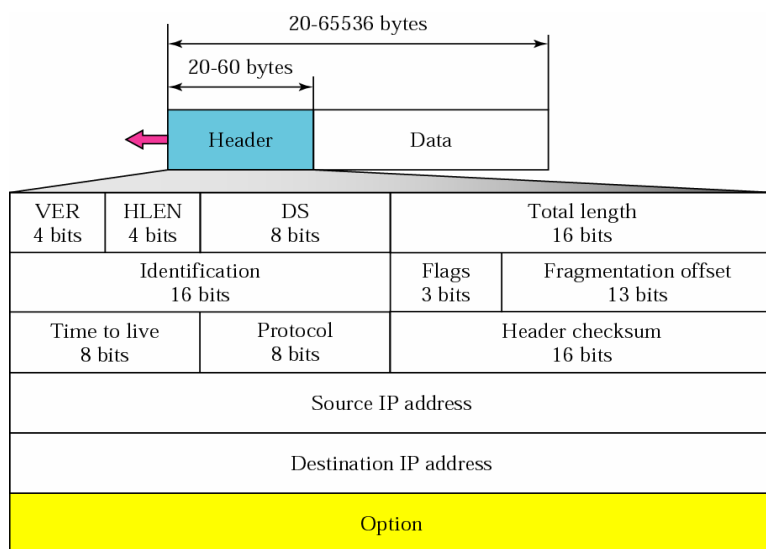 20-65536 bytes
20-60 bytes
Header
Data
VER
4 bits
HLEN
4 bits
DS
8 bits
Total length
16 bits
Identification
16 bits
Flags
3 bits
Fragmentation offset
13 bits
Time to live
8 bits
Protocol
8 bits
Header checksum
16 bits
Source IP address
Destination IP address
Option